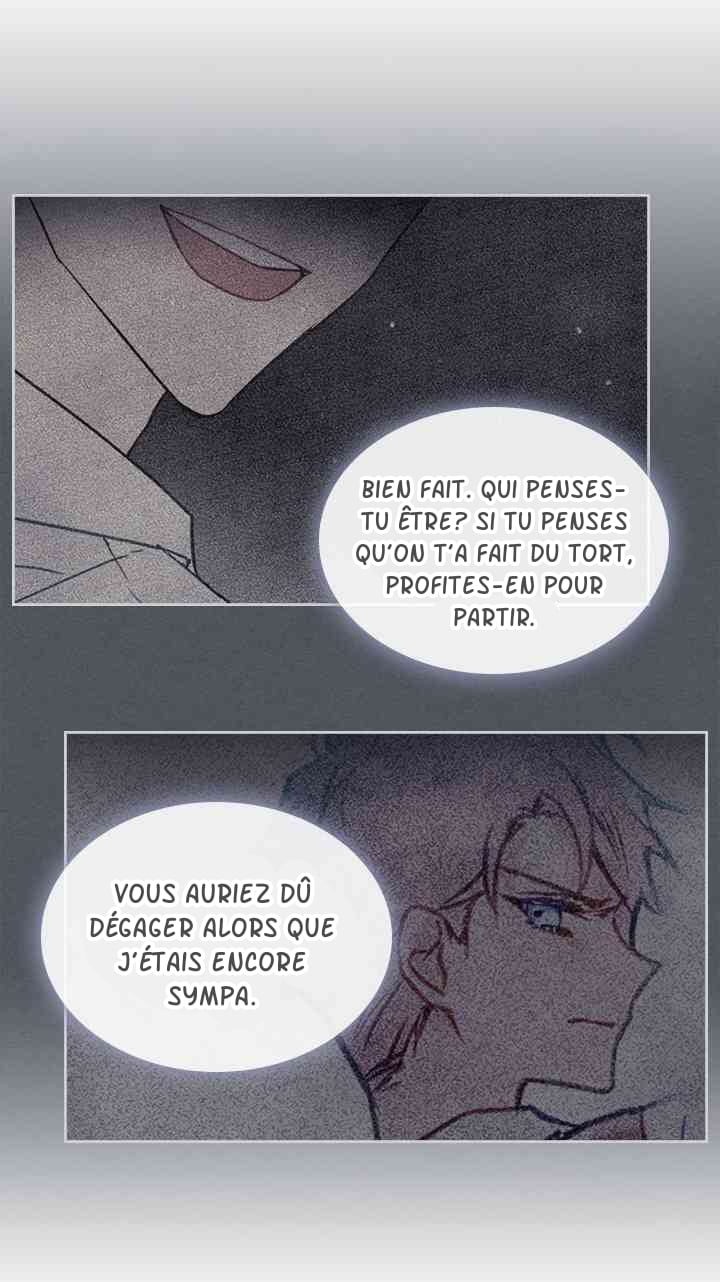 BIEN FAIT. QUI PENSES-
TU ÊTRE? SI TU PENSES
QU'ON T'A FAIT DU TORT,
PROFITES-EN POUR
PARTIR.
VOUS AURIEZ DÛ
DÉGAGER ALORS QUE
J'ÉTAIS ENCORE
SYMPA.